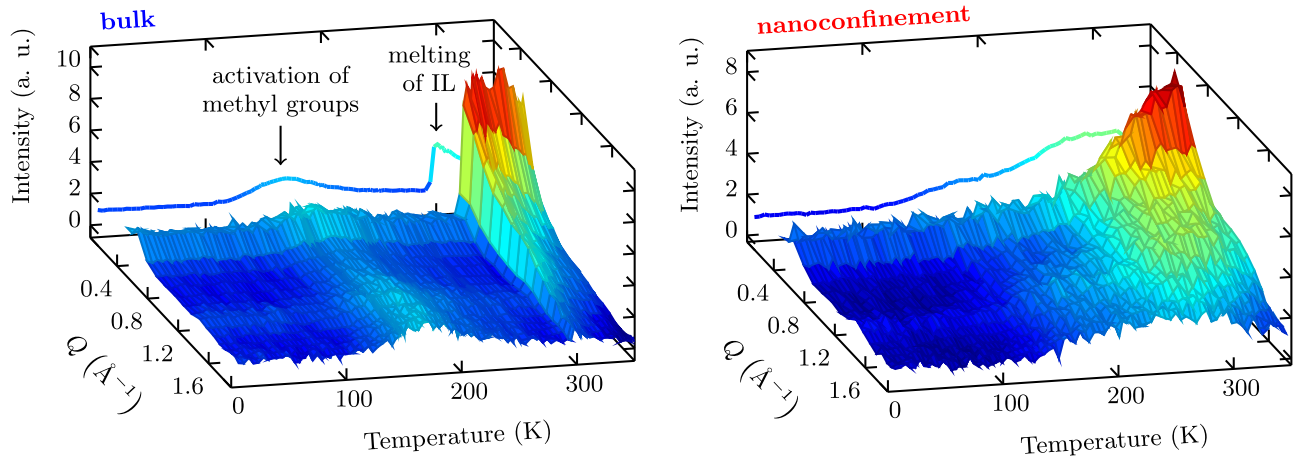 bulk
activation of
methyl groups
melting
of IL
Intensity (a. u.)
10
8
6
4
2
0
0.4
0.8
1.2
1.6
Q (Å⁻¹)
0
100
200
300
Temperature (K)
nanoconfinement
Intensity (a. u.)
8
6
4
2
0
0.4
0.8
1.2
1.6
Q (Å⁻¹)
0
100
200
300
Temperature (K)